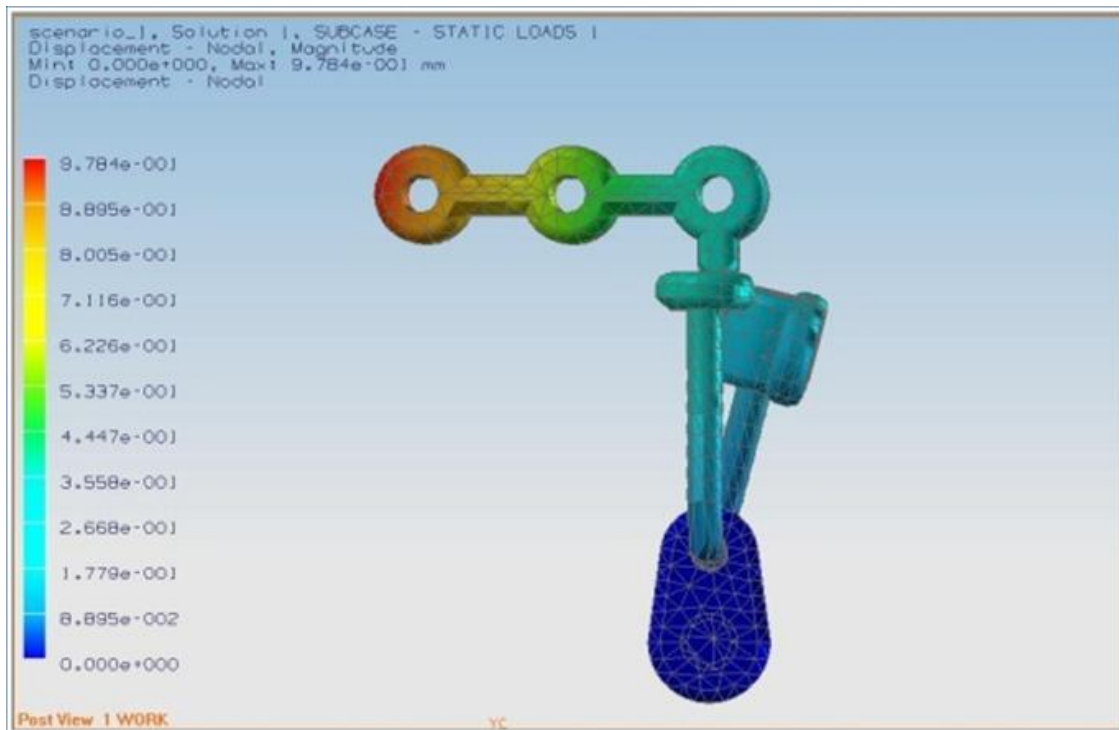 scenario_1, Solution 1, SUBCASE - STATIC LOADS 1
Displacement - Nodal, Magnitude
Min: 0.000e+000, Max: 9.784e-001 mm
Displacement - Nodal
9.784e-001
8.895e-001
8.005e-001
7.116e-001
6.226e-001
5.337e-001
4.447e-001
3.558e-001
2.668e-001
1.779e-001
8.895e-002
0.000e+000
Post View 1 WORK
YC